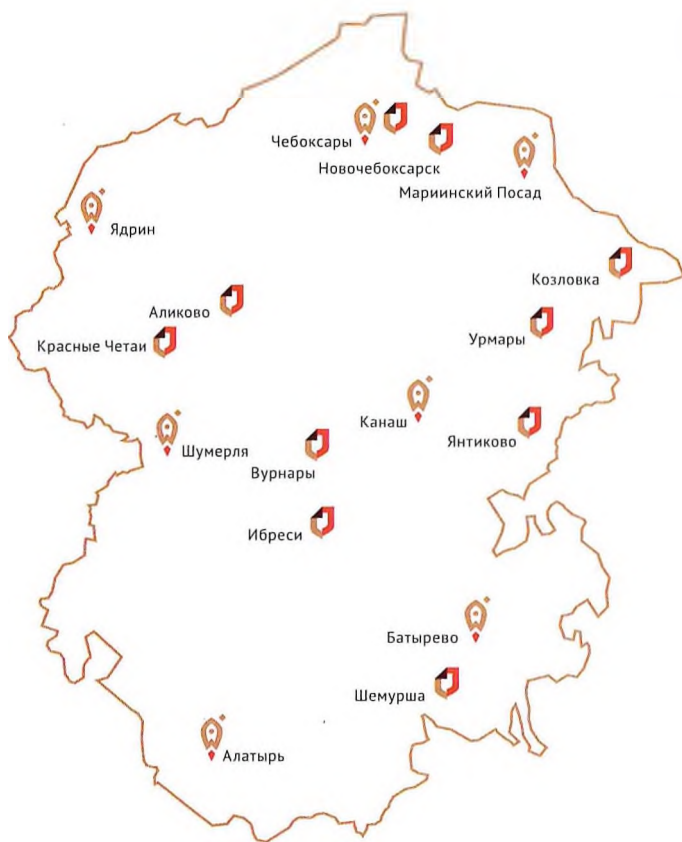 Чебоксары
Новочебоксарск
Мариинский Посад
Ядрин
Козловка
Аликово
Урмары
Красные Четаи
Канаш
Янтиково
Шумерля
Вурнары
Ибреси
Батырево
Шемурша
Алатырь